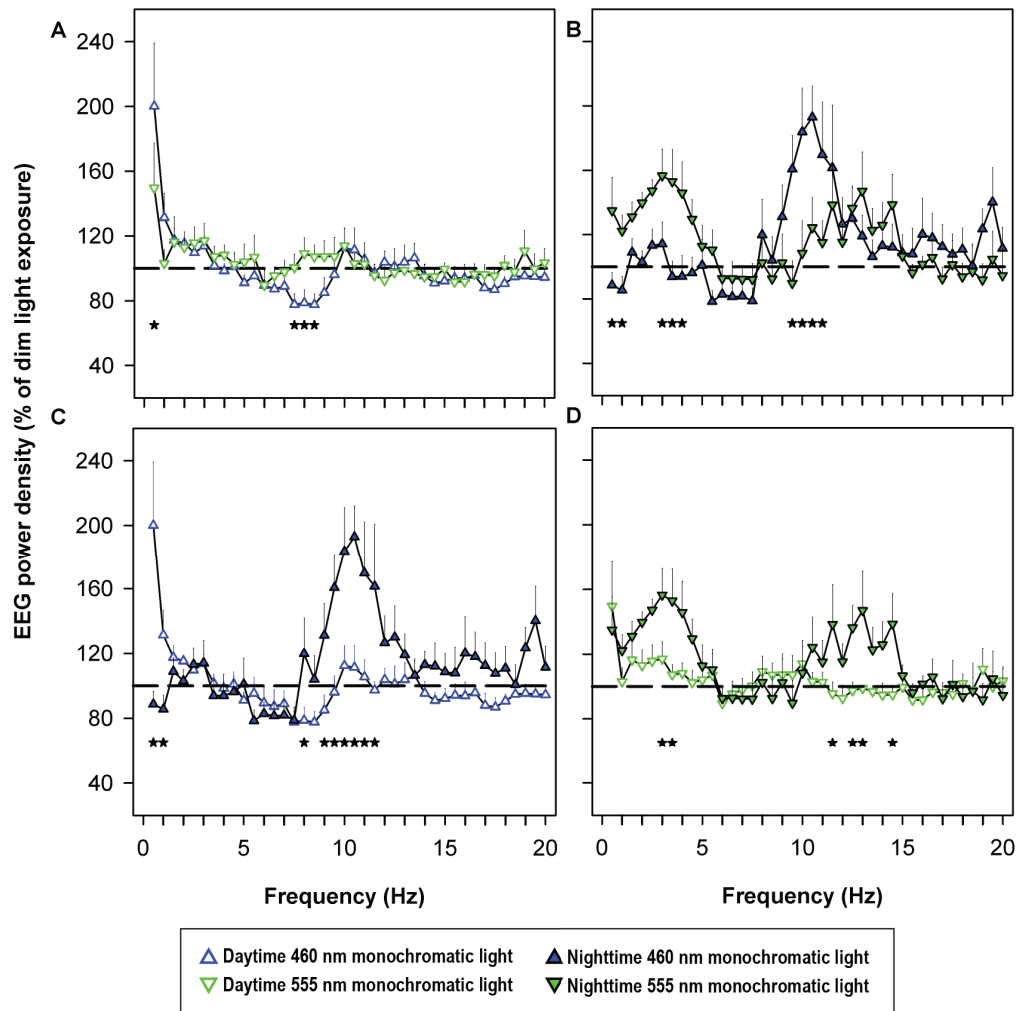 A
B
240
200
160
120
80
40
C
D
240
200
160
120
80
40
EEG power density (% of dim light exposure)
0 5 10 15 20
0 5 10 15 20
Frequency (Hz)
Frequency (Hz)
Daytime 460 nm monochromatic light
Nighttime 460 nm monochromatic light
Daytime 555 nm monochromatic light
Nighttime 555 nm monochromatic light